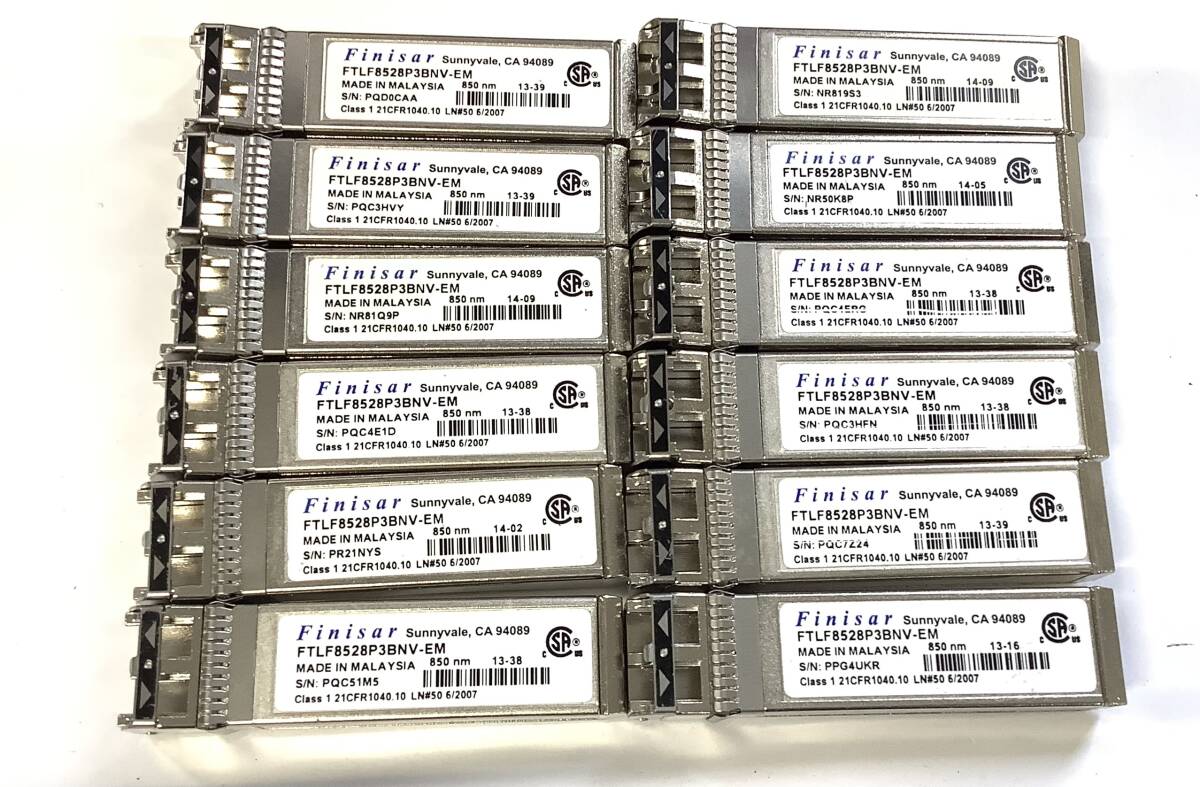 Finisar Sunnyvale, CA 94089
FTLF8528P3BNV-EM
MADE IN MALAYSIA 850 nm 13-39
S/N: PQD0CAA
Class 1 21CFR1040.10 LN#50 6/2007
Finisar Sunnyvale, CA 94089
FTLF8528P3BNV-EM
MADE IN MALAYSIA 850 nm 13-39
S/N: PQC3HVY
Class 1 21CFR1040.10 LN#50 6/2007
Finisar Sunnyvale, CA 94089
FTLF8528P3BNV-EM
MADE IN MALAYSIA 850 nm 14-09
S/N: NR81Q9P
Class 1 21CFR1040.10 LN#50 6/2007
Finisar Sunnyvale, CA 94089
FTLF8528P3BNV-EM
MADE IN MALAYSIA 850 nm 13-38
S/N: PQC4E1D
Class 1 21CFR1040.10 LN#50 6/2007
Finisar Sunnyvale, CA 94089
FTLF8528P3BNV-EM
MADE IN MALAYSIA 850 nm 14-02
S/N: PR21NYS
Class 1 21CFR1040.10 LN#50 6/2007
Finisar Sunnyvale, CA 94089
FTLF8528P3BNV-EM
MADE IN MALAYSIA 850 nm 13-38
S/N: PQC51M5
Class 1 21CFR1040.10 LN#50 6/2007
Finisar Sunnyvale, CA 94089
FTLF8528P3BNV-EM
MADE IN MALAYSIA 850 nm 14-09
S/N: NR819S3
Class 1 21CFR1040.10 LN#50 6/2007
Finisar Sunnyvale, CA 94089
FTLF8528P3BNV-EM
MADE IN MALAYSIA 850 nm 14-05
S/N: NR50K8P
Class 1 21CFR1040.10 LN#50 6/2007
Finisar Sunnyvale, CA 94089
FTLF8528P3BNV-EM
MADE IN MALAYSIA 850 nm 13-38
S/N:
Class 1 21CFR1040.10 LN#50 6/2007
Finisar Sunnyvale, CA 94089
FTLF8528P3BNV-EM
MADE IN MALAYSIA 850 nm 13-38
S/N: PQC3HFN
Class 1 21CFR1040.10 LN#50 6/2007
Finisar Sunnyvale, CA 94089
FTLF8528P3BNV-EM
MADE IN MALAYSIA 850 nm 13-39
S/N: PQC7Z24
Class 1 21CFR1040.10 LN#50 6/2007
Finisar Sunnyvale, CA 94089
FTLF8528P3BNV-EM
MADE IN MALAYSIA 850 nm 13-16
S/N: PPG4UKR
Class 1 21CFR1040.10 LN#50 6/2007